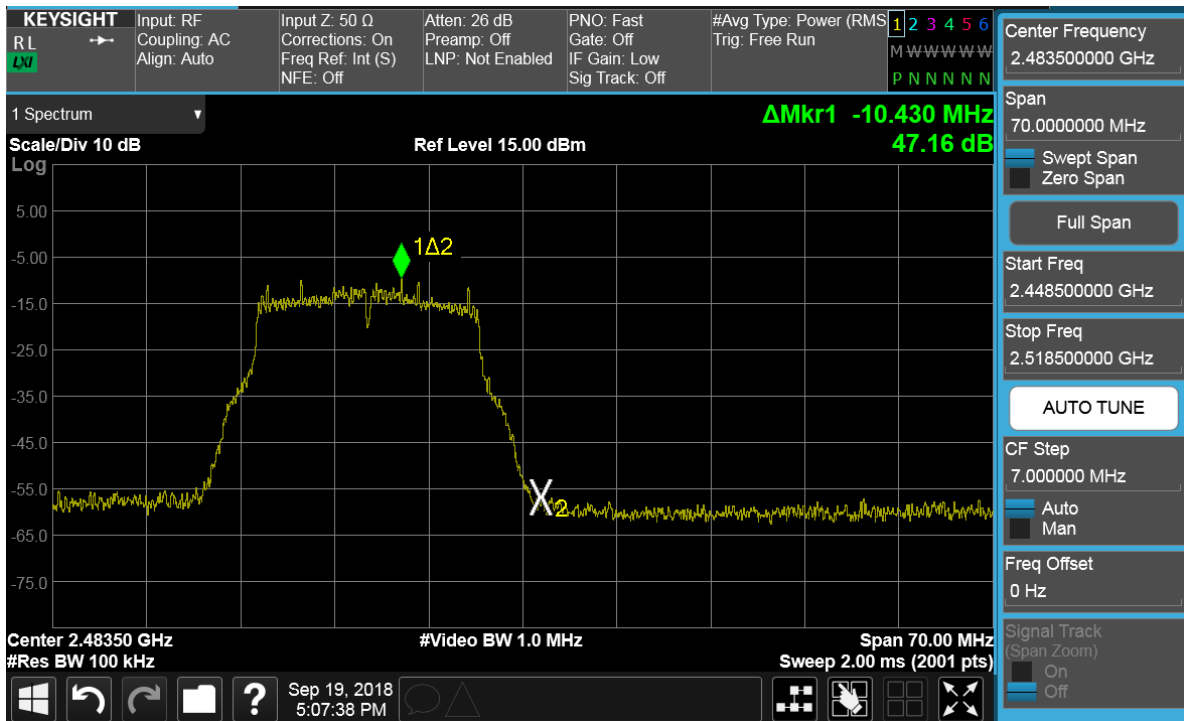 KEYSIGHT
RL
LXI
Input: RF
Coupling: AC
Align: Auto
Input Z: 50 Ω
Corrections: On
Freq Ref: Int (S)
NFE: Off
Atten: 26 dB
Preamp: Off
LNP: Not Enabled
PNO: Fast
Gate: Off
IF Gain: Low
Sig Track: Off
#Avg Type: Power (RMS
Trig: Free Run
1 2 3 4 5 6
M W W W W W
P N N N N N
1 Spectrum
ΔMkr1 -10.430 MHz
47.16 dB
Scale/Div 10 dB
Ref Level 15.00 dBm
Log
5.00
-5.00
-15.0
-25.0
-35.0
-45.0
-55.0
-65.0
-75.0
1Δ2
X2
Center 2.48350 GHz
#Video BW 1.0 MHz
Span 70.00 MHz
#Res BW 100 kHz
Sweep 2.00 ms (2001 pts)
?
Sep 19, 2018
5:07:38 PM
Center Frequency
2.483500000 GHz
Span
70.0000000 MHz
Swept Span
Zero Span
Full Span
Start Freq
2.448500000 GHz
Stop Freq
2.518500000 GHz
AUTO TUNE
CF Step
7.000000 MHz
Auto
Man
Freq Offset
0 Hz
Signal Track
(Span Zoom)
On
Off